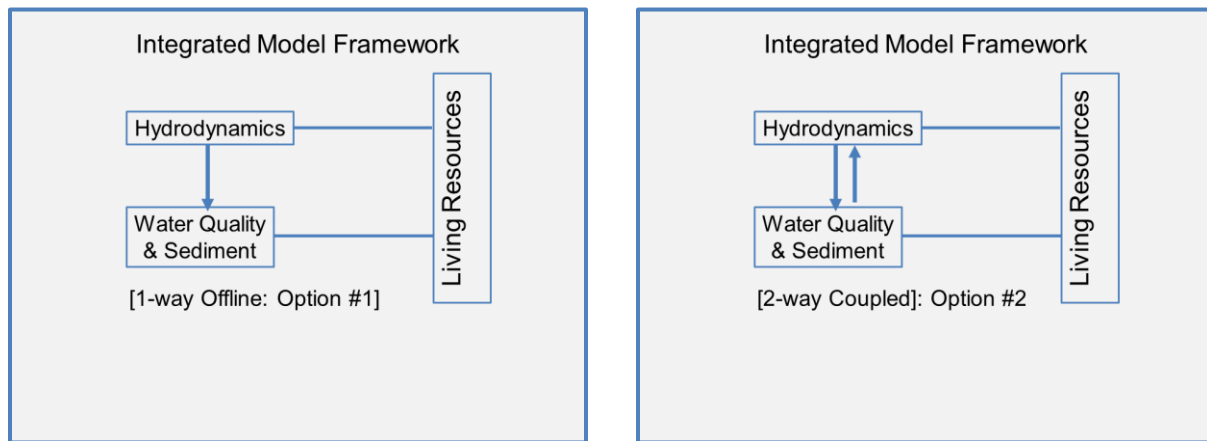 Integrated Model Framework
Hydrodynamics
Water Quality
& Sediment
Living Resources
[1-way Offline: Option #1]
Integrated Model Framework
Hydrodynamics
Water Quality
& Sediment
Living Resources
[2-way Coupled]: Option #2